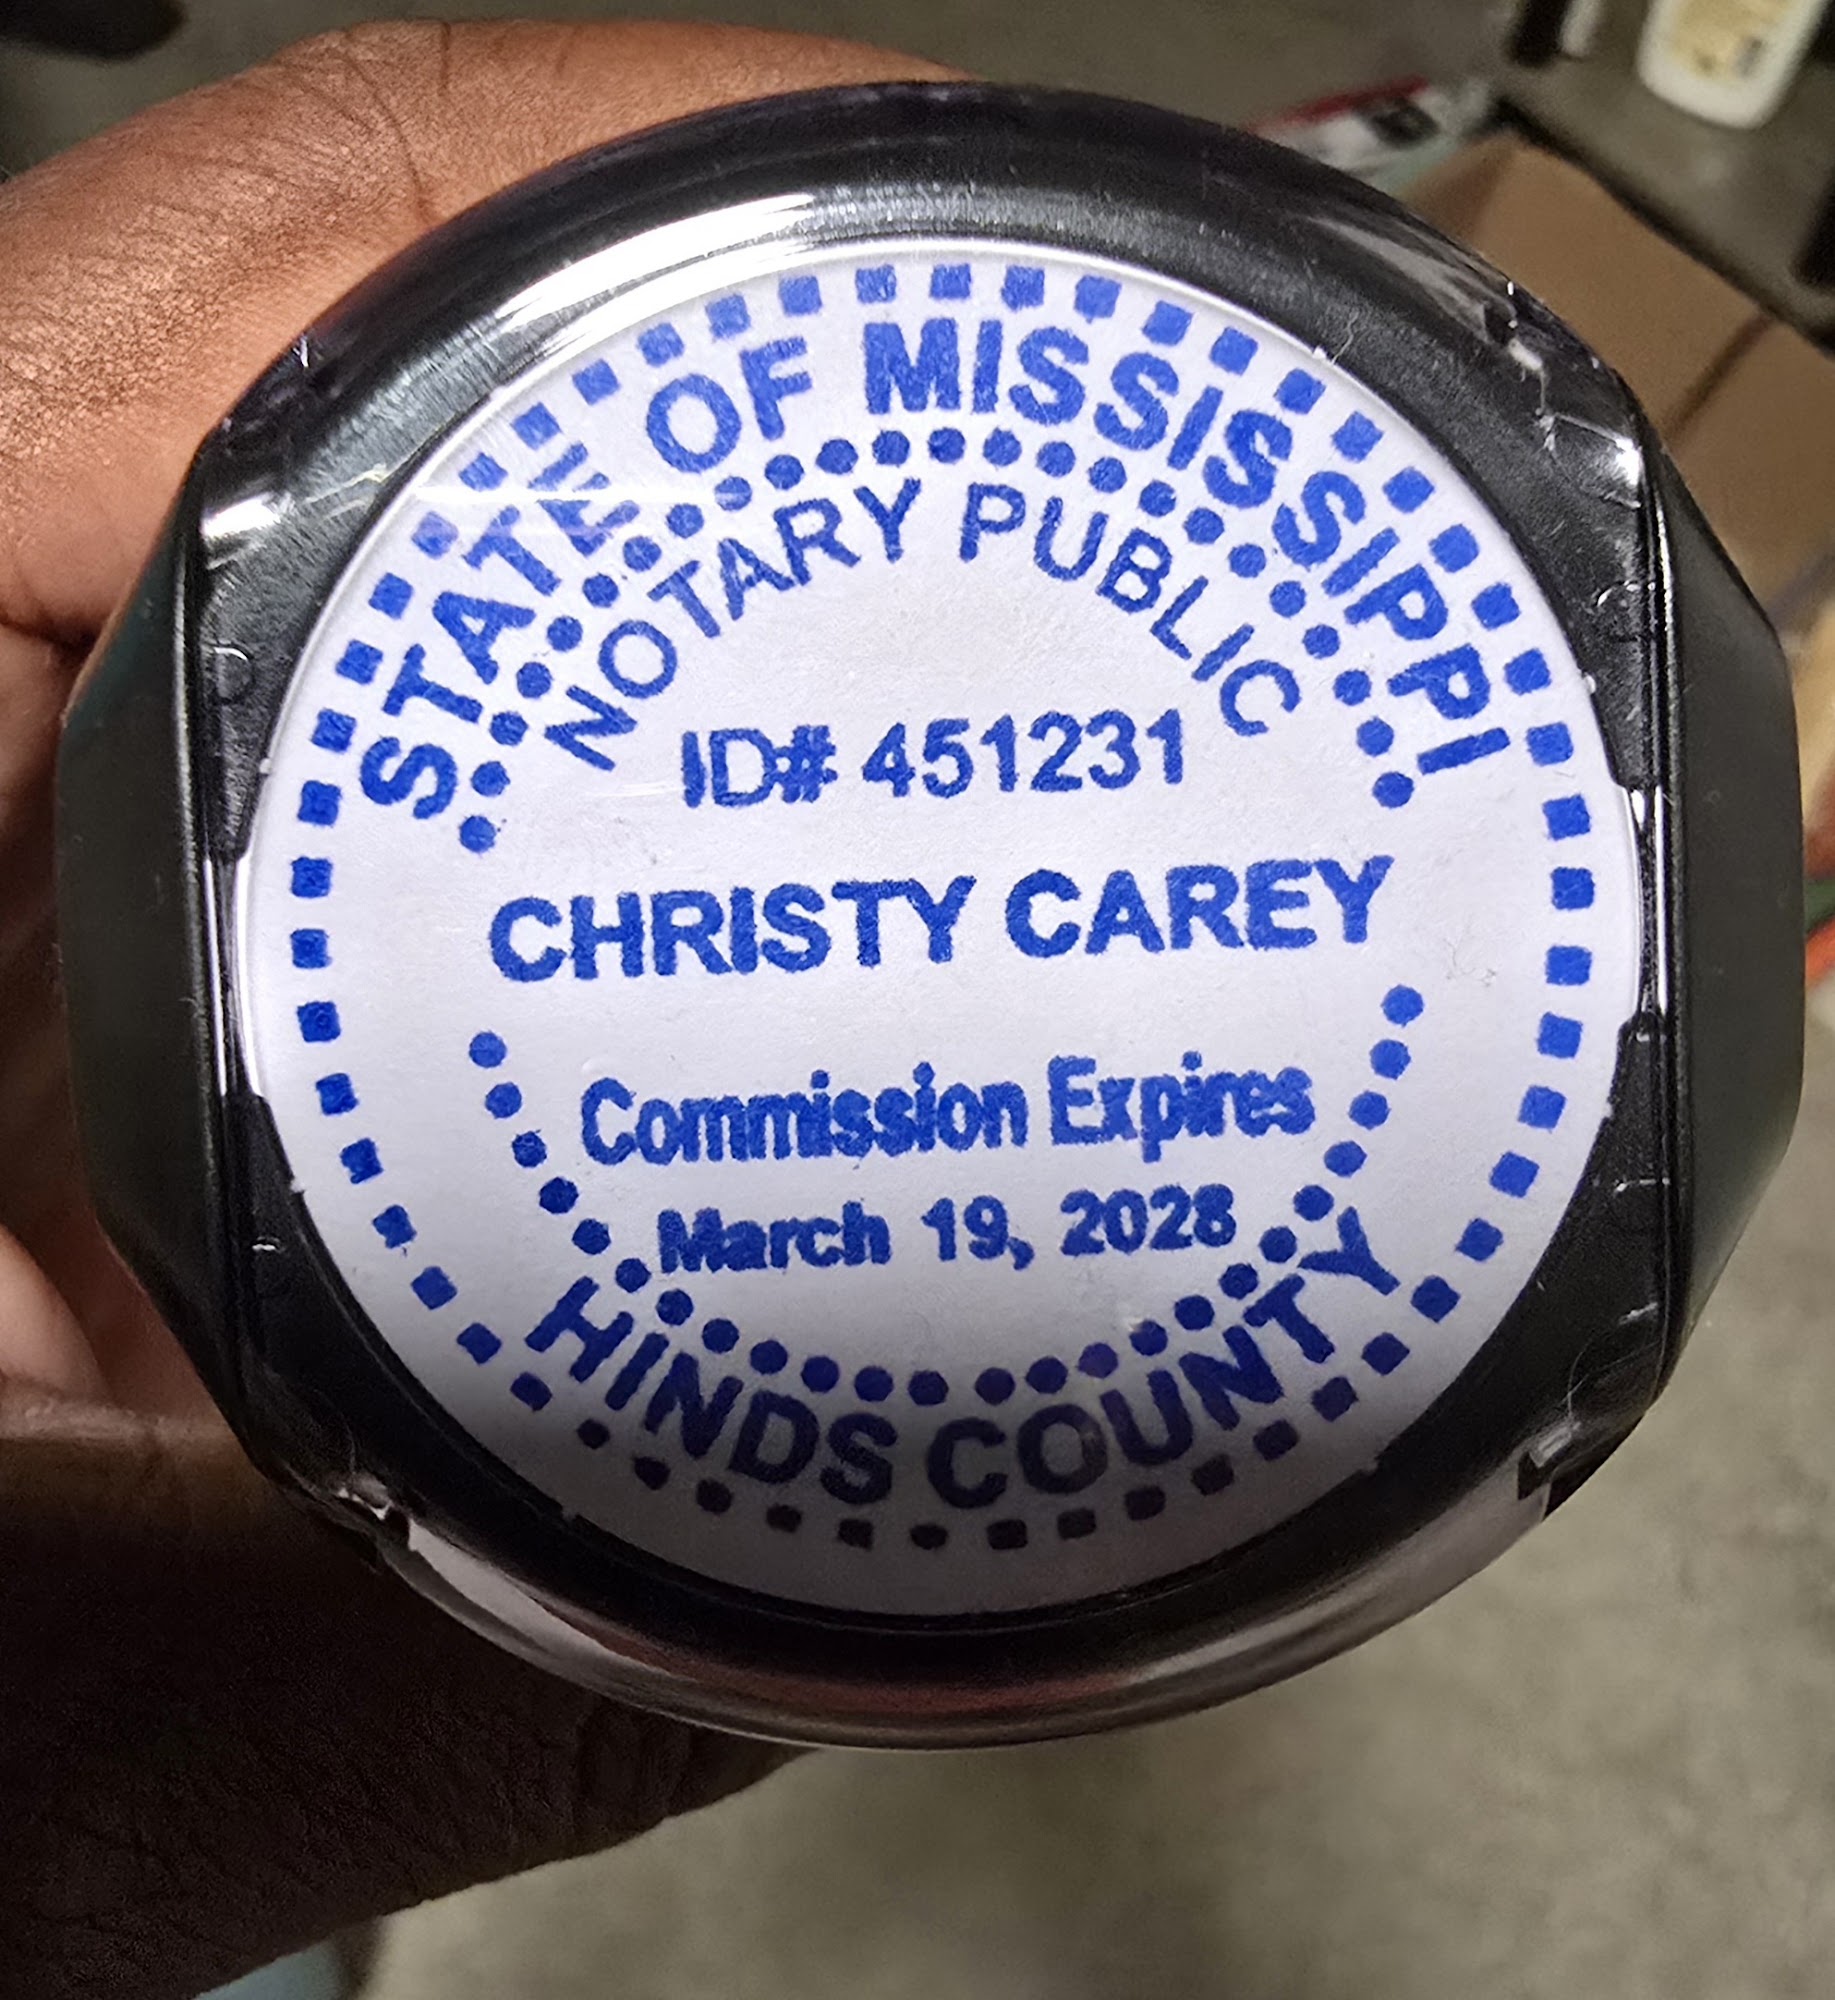 STATE OF MISSISSIPPI
NOTARY PUBLIC
ID# 451231
CHRISTY CAREY
Commission Expires
March 19, 2028
HINDS COUNTY